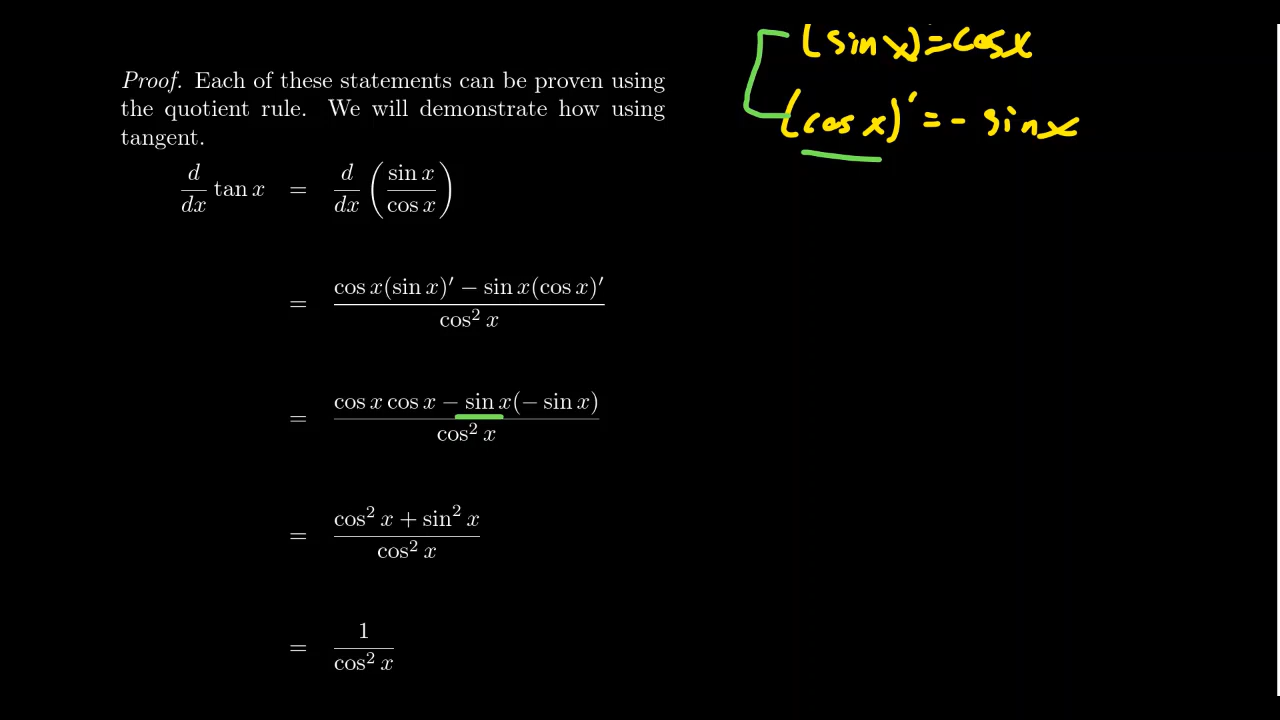 Proof. Each of these statements can be proven using
the quotient rule. We will demonstrate how using
tangent.
d/dx tan x = d/dx (sin x / cos x)
= (cos x(sin x)′ − sin x(cos x)′) / cos² x
= (cos x cos x − sin x(− sin x)) / cos² x
= (cos² x + sin² x) / cos² x
= 1 / cos² x
(sin x)' = cos x
(cos x)' = - sin x